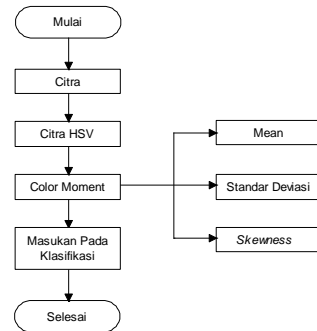 Mulai
Citra
Citra HSV
Mean
Color Moment
Standar Deviasi
Masukan Pada
Klasifikasi
Skewness
Selesai